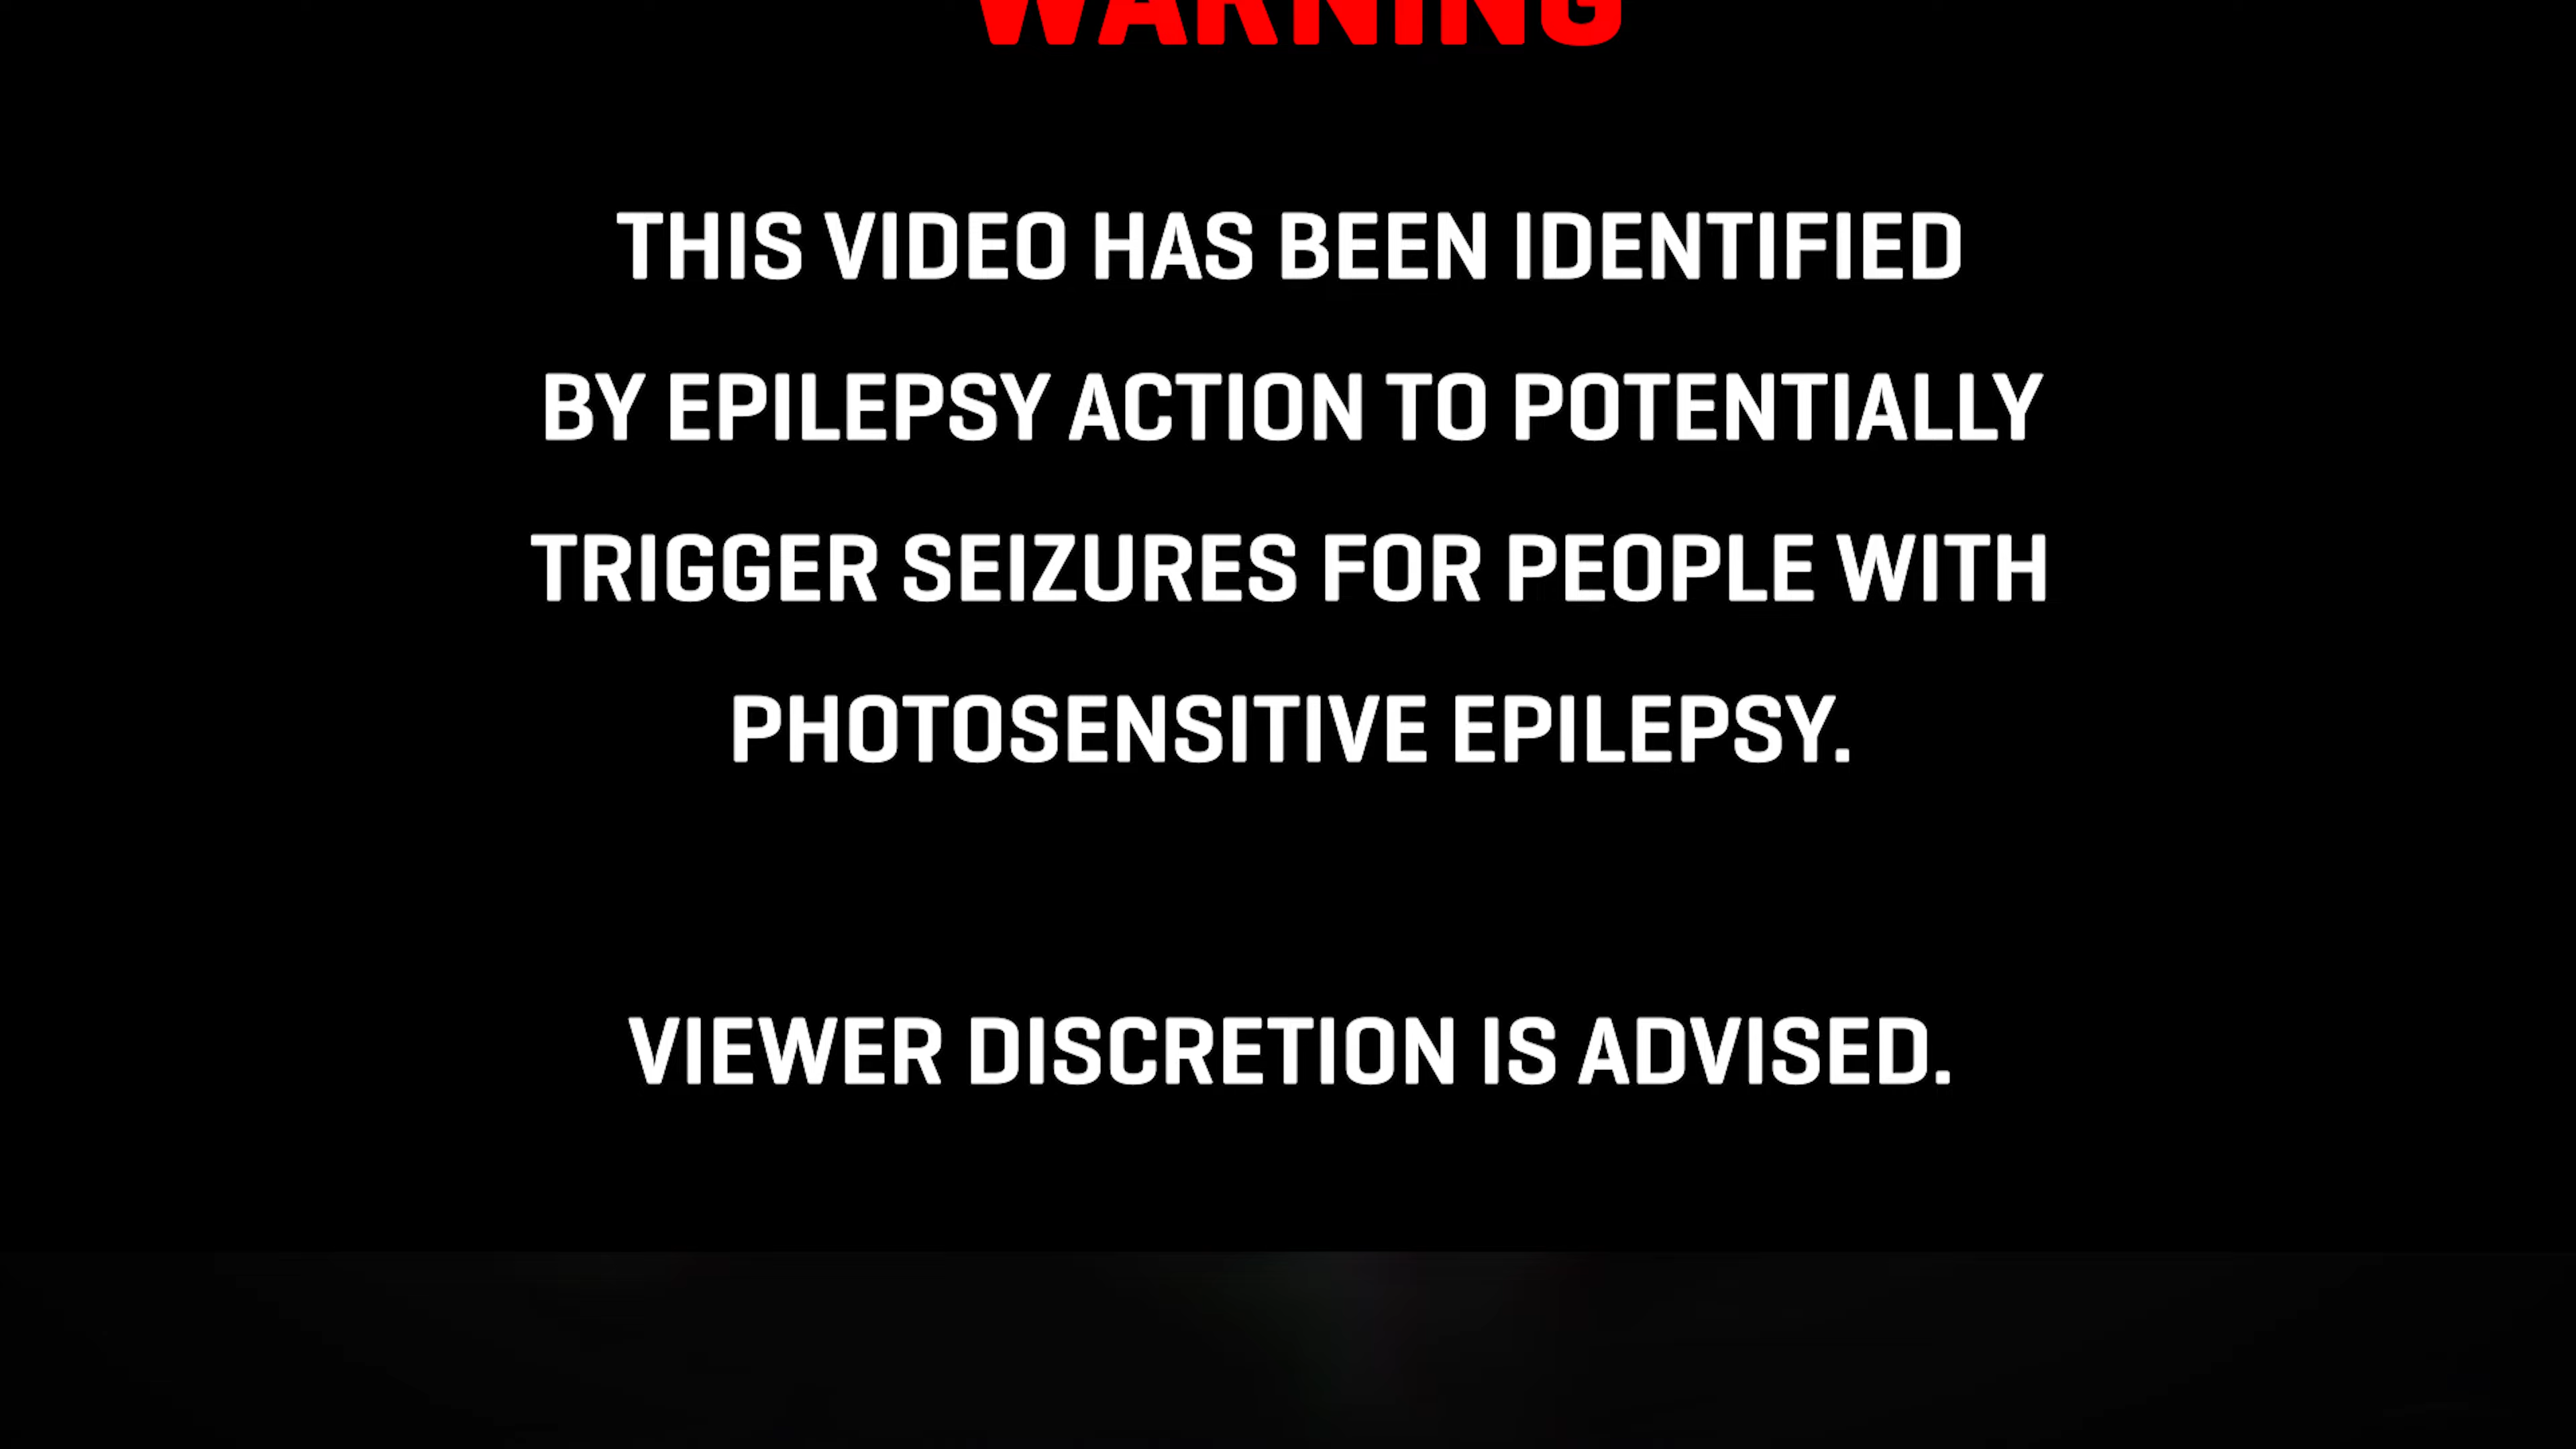 WARNING
THIS VIDEO HAS BEEN IDENTIFIED
BY EPILEPSY ACTION TO POTENTIALLY
TRIGGER SEIZURES FOR PEOPLE WITH
PHOTOSENSITIVE EPILEPSY.
VIEWER DISCRETION IS ADVISED.